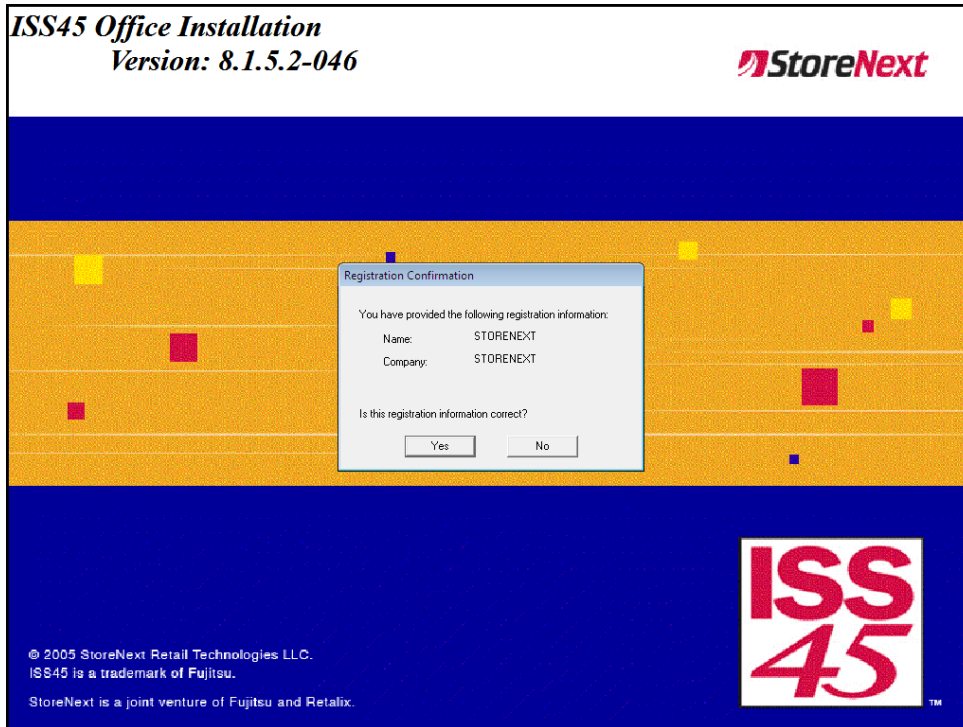 ISS45 Office Installation
Version: 8.1.5.2-046
StoreNext
Registration Confirmation
You have provided the following registration information:
Name: STORENEXT
Company: STORENEXT
Is this registration information correct?
Yes No
ISS
45
TM
© 2005 StoreNext Retail Technologies LLC.
ISS45 is a trademark of Fujitsu.
StoreNext is a joint venture of Fujitsu and Retalix.